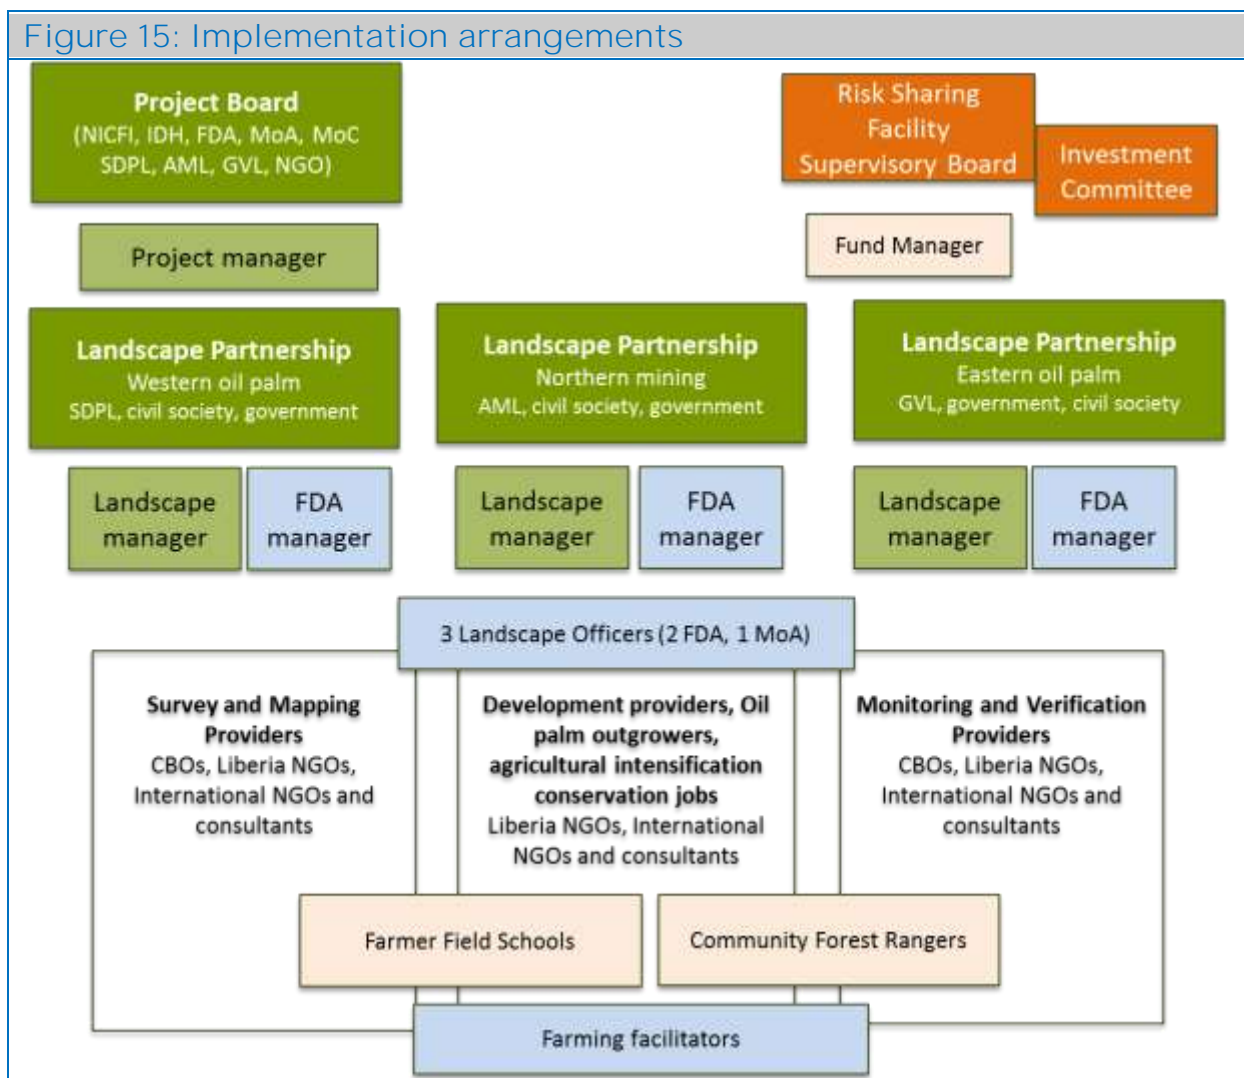 Figure 15: Implementation arrangements
Project Board
(NICFI, IDH, FDA, MoA, MoC
SDPL, AML, GVL, NGO)
Risk Sharing
Facility
Supervisory Board
Investment
Committee
Project manager
Fund Manager
Landscape Partnership
Western oil palm
SDPL, civil society, government
Landscape Partnership
Northern mining
AML, civil society, government
Landscape Partnership
Eastern oil palm
GVL, government, civil society
Landscape
manager
FDA
manager
Landscape
manager
FDA
manager
Landscape
manager
FDA
manager
3 Landscape Officers (2 FDA, 1 MoA)
Survey and Mapping
Providers
CBOs, Liberia NGOs,
International NGOs and
consultants
Development providers, Oil
palm outgrowers,
agricultural intensification
conservation jobs
Liberia NGOs, International
NGOs and consultants
Monitoring and Verification
Providers
CBOs, Liberia NGOs,
International NGOs and
consultants
Farmer Field Schools
Community Forest Rangers
Farming facilitators